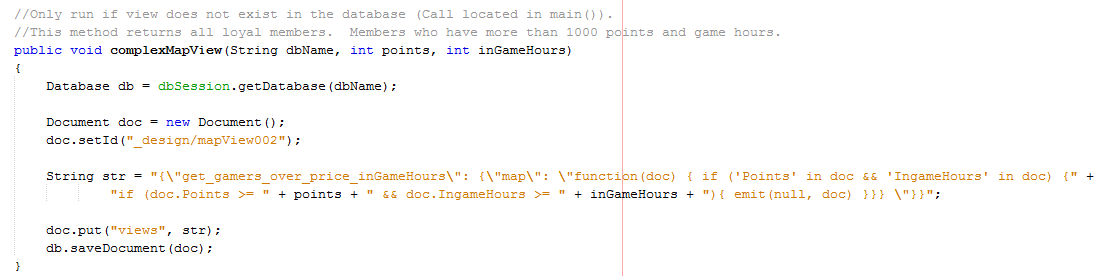 //Only run if view does not exist in the database (Call located in main()).
//This method returns all loyal members.  Members who have more than 1000 points and game hours.
public void complexMapView(String dbName, int points, int inGameHours)
{
    Database db = dbSession.getDatabase(dbName);
    Document doc = new Document();
    doc.setId("_design/mapView002");
    String str = "{\"get_gamers_over_price_inGameHours\": {\"map\": \"function(doc) { if ('Points' in doc && 'IngameHours' in doc) {" +
            "if (doc.Points >= " + points + " && doc.IngameHours >= " + inGameHours + "){ emit(null, doc) }}} \"}}";
    doc.put("views", str);
    db.saveDocument(doc);
}